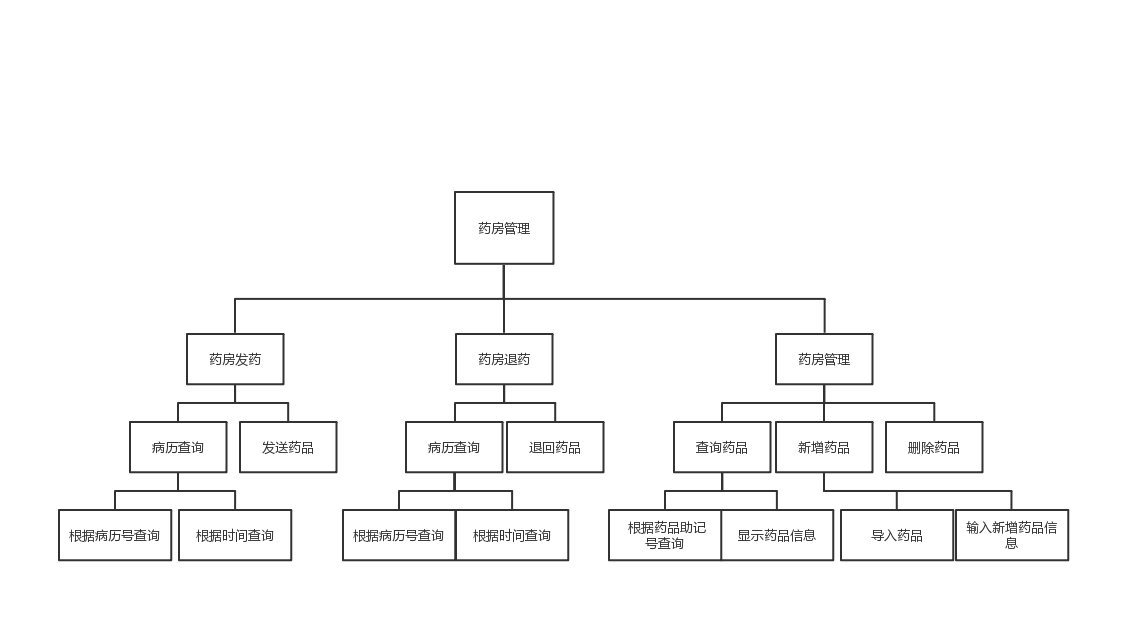 药房管理
药房发药
药房退药
药房管理
病历查询
发送药品
病历查询
退回药品
查询药品
新增药品
删除药品
根据病历号查询
根据时间查询
根据病历号查询
根据时间查询
根据药品助记
号查询
显示药品信息
导入药品
输入新增药品信
息